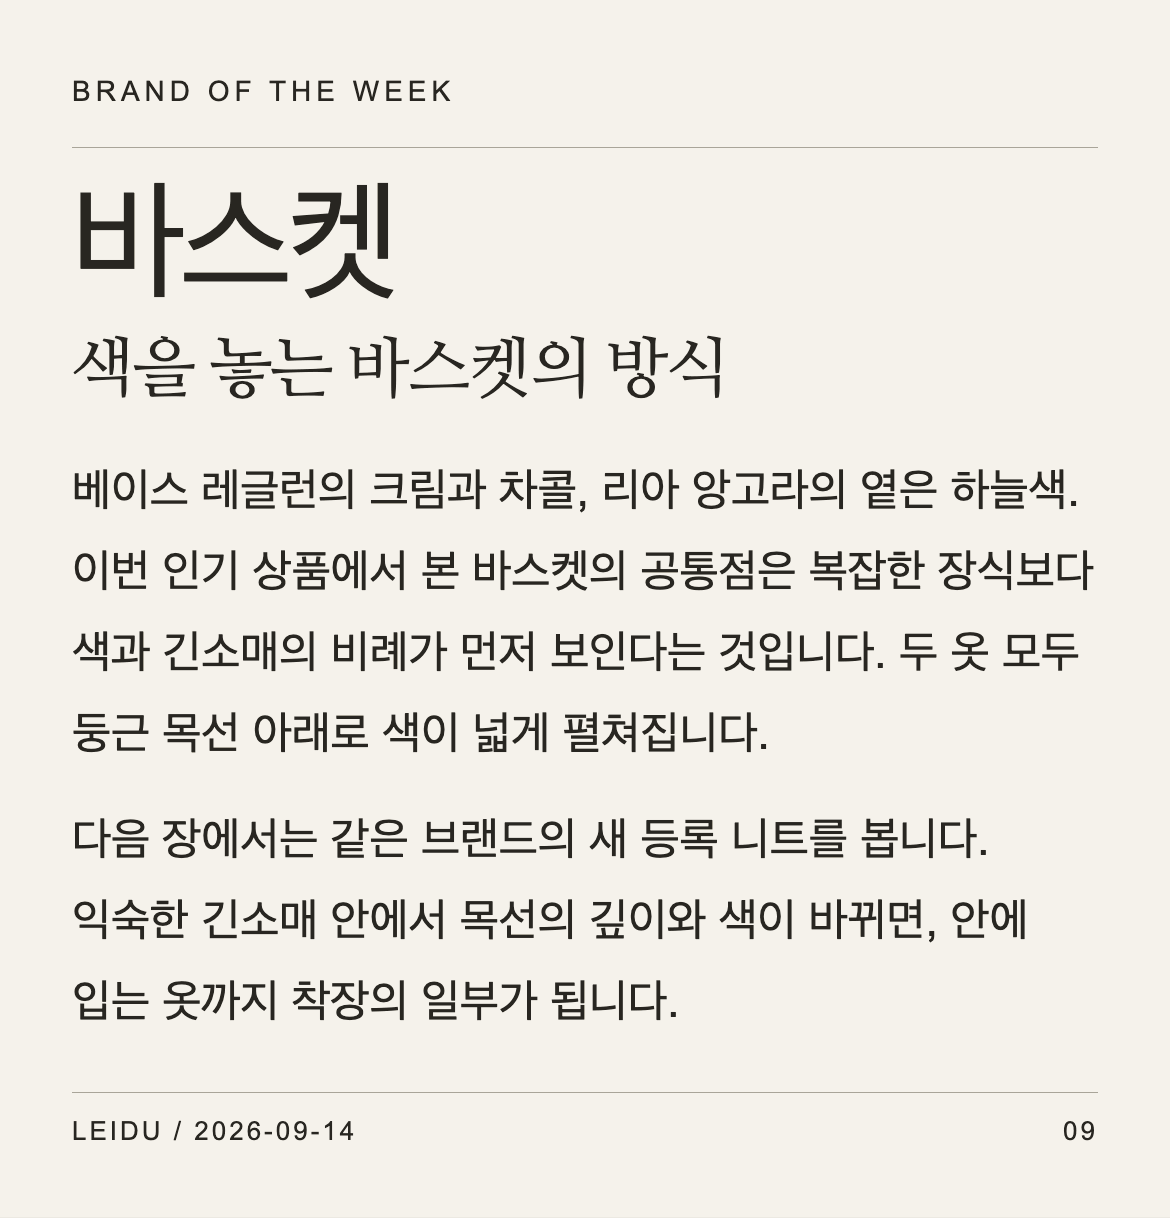 BRAND OF THE WEEK
바스켓
색을 놓는 바스켓의 방식
베이스 레글런의 크림과 차콜, 리아 앙고라의 옅은 하늘색.
이번 인기 상품에서 본 바스켓의 공통점은 복잡한 장식보다
색과 긴소매의 비례가 먼저 보인다는 것입니다. 두 옷 모두
둥근 목선 아래로 색이 넓게 펼쳐집니다.
다음 장에서는 같은 브랜드의 새 등록 니트를 봅니다.
익숙한 긴소매 안에서 목선의 깊이와 색이 바뀌면, 안에
입는 옷까지 착장의 일부가 됩니다.
LEIDU / 2026-09-14
09